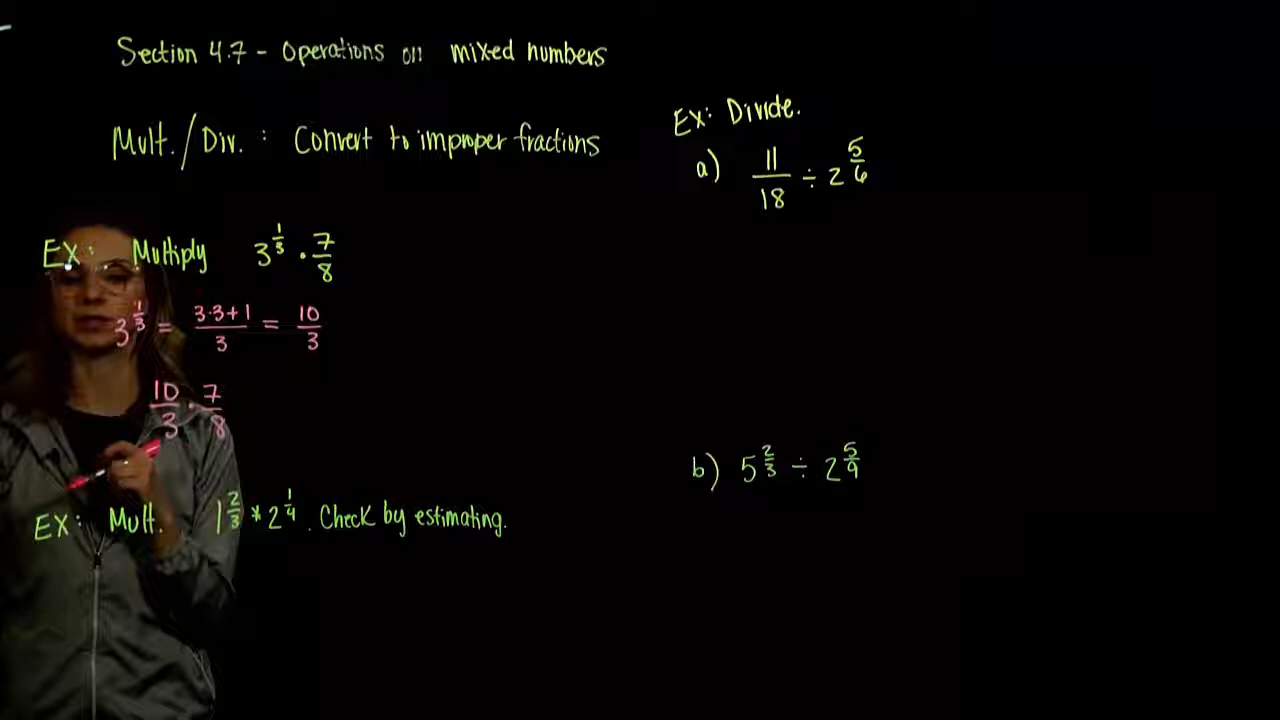 Section 4.7 - Operations on mixed numbers
Mult./Div. : Convert to improper fractions
Ex: Multiply 3 1/3 · 7/8
3 1/3 = (3·3+1)/3 = 10/3
10/3 · 7/8
Ex: Mult. 1 2/3 * 2 1/4. Check by estimating.
Ex: Divide.
a) 11/18 ÷ 2 5/6
b) 5 2/3 ÷ 2 5/9